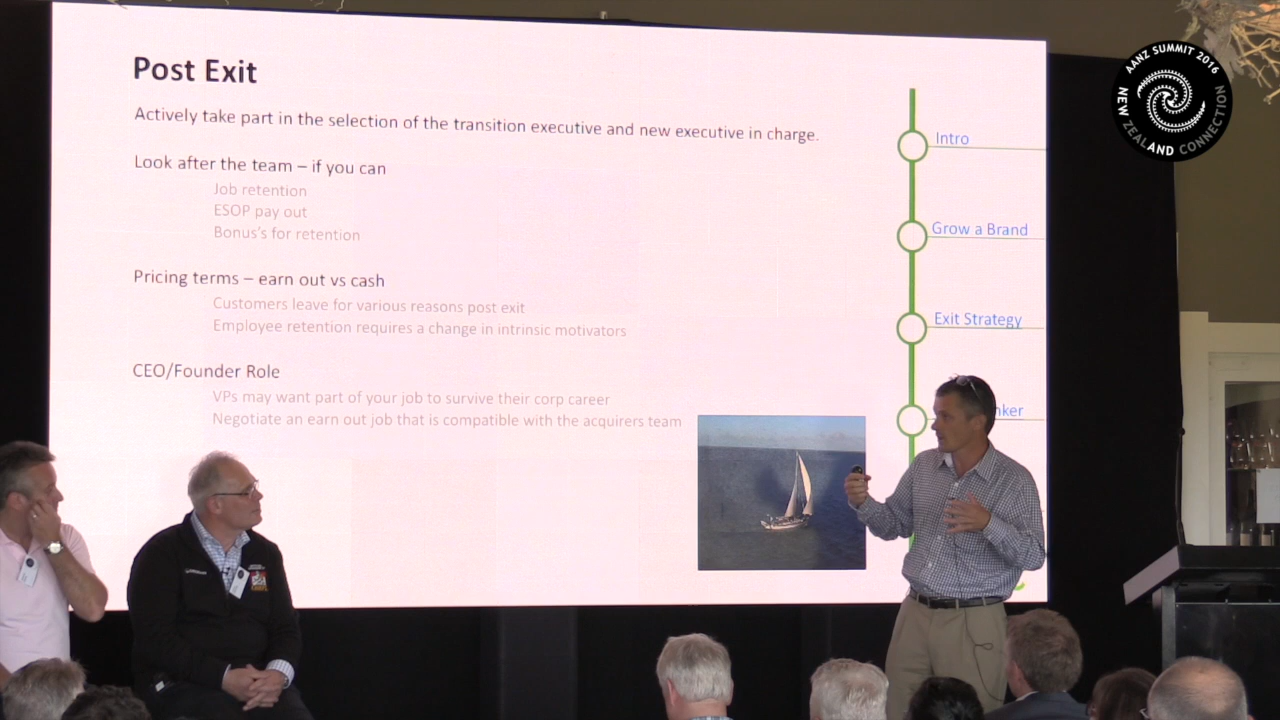 Post Exit
Actively take part in the selection of the transition executive and new executive in charge.
Look after the team – if you can
Job retention
ESOP pay out
Bonus's for retention
Pricing terms – earn out vs cash
Customers leave for various reasons post exit
Employee retention requires a change in intrinsic motivators
CEO/Founder Role
VPs may want part of your job to survive their corp career
Negotiate an earn out job that is compatible with the acquirers team
Intro
Grow a Brand
Exit Strategy
AANZ SUMMIT 2016
NEW ZEALAND CONNECTION